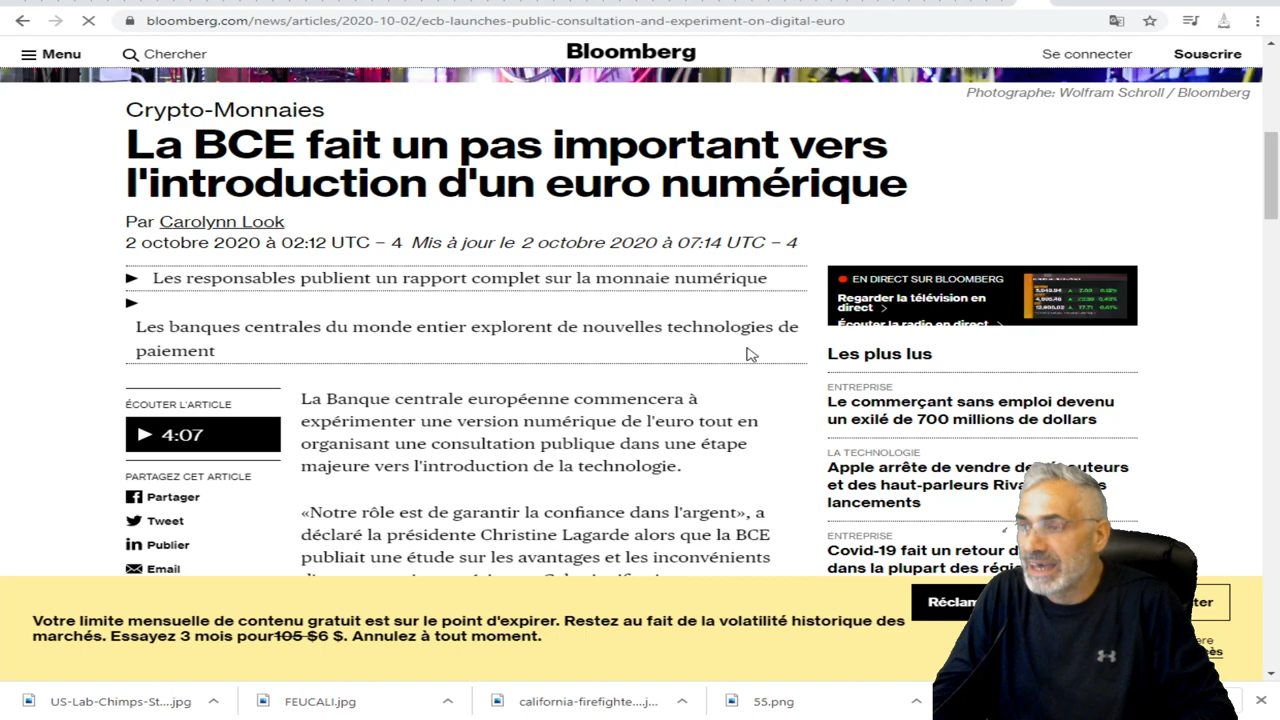 bloomberg.com/news/articles/2020-10-02/ecb-launches-public-consultation-and-experiment-on-digital-euro
Menu
Chercher
Bloomberg
Se connecter
Souscrire
Photographe: Wolfram Schroll / Bloomberg
Crypto-Monnaies
La BCE fait un pas important vers
l'introduction d'un euro numérique
Par Carolynn Look
2 octobre 2020 à 02:12 UTC − 4 Mis à jour le 2 octobre 2020 à 07:14 UTC − 4
Les responsables publient un rapport complet sur la monnaie numérique
Les banques centrales du monde entier explorent de nouvelles technologies de
paiement
ÉCOUTER L'ARTICLE
4:07
PARTAGEZ CET ARTICLE
Partager
Tweet
Publier
Email
La Banque centrale européenne commencera à
expérimenter une version numérique de l'euro tout en
organisant une consultation publique dans une étape
majeure vers l'introduction de la technologie.
«Notre rôle est de garantir la confiance dans l'argent», a
déclaré la présidente Christine Lagarde alors que la BCE
publiait une étude sur les avantages et les inconvénients
EN DIRECT SUR BLOOMBERG
Regarder la télévision en
direct
Écouter la radio en direct
Les plus lus
ENTREPRISE
Le commerçant sans emploi devenu
un exilé de 700 millions de dollars
LA TECHNOLOGIE
Apple arrête de vendre
et des haut-parleurs
lancements
ENTREPRISE
Covid-19 fait un retour
dans la plupart des
Votre limite mensuelle de contenu gratuit est sur le point d'expirer. Restez au fait de la volatilité historique des
marchés. Essayez 3 mois pour 105 $6 $. Annulez à tout moment.
US-Lab-Chimps-St....jpg
FEUCALI.jpg
california-firefighte....j...
55.png